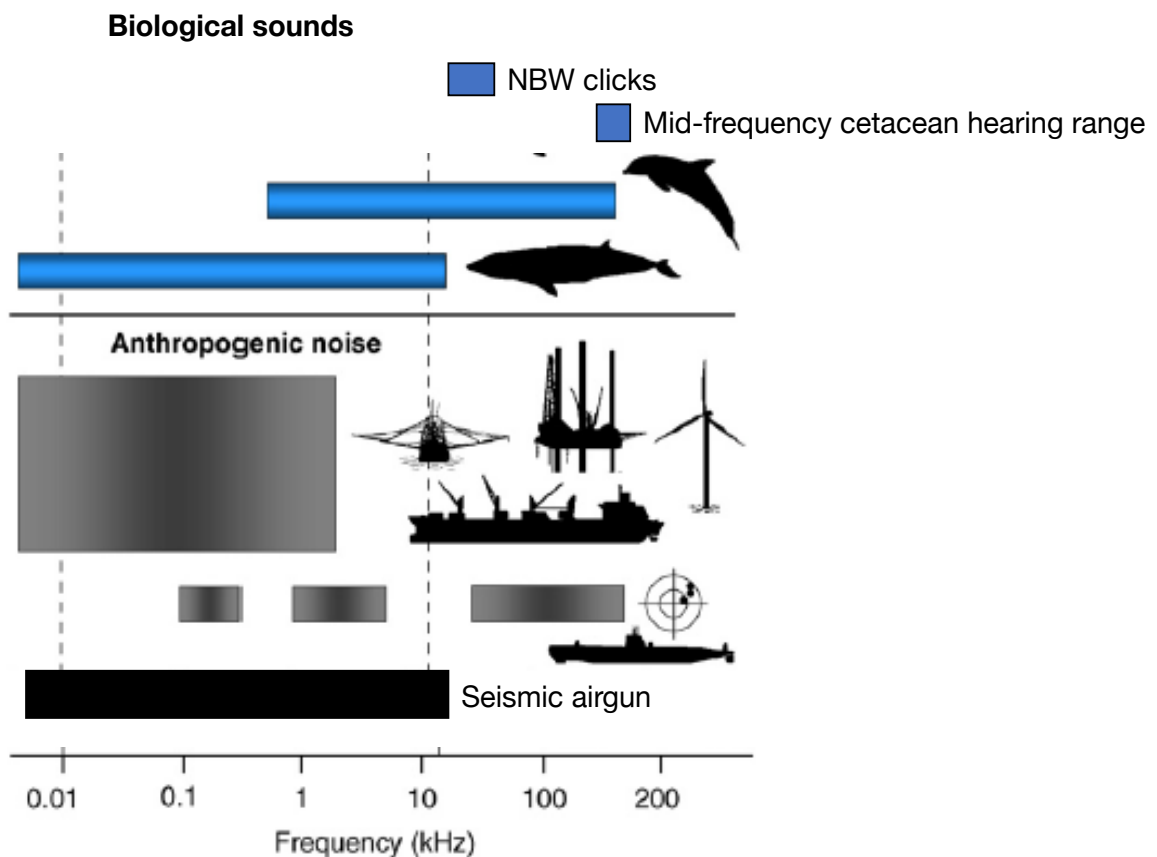 Biological sounds
NBW clicks
Mid-frequency cetacean hearing range
Anthropogenic noise
Seismic airgun
0.01 0.1 1 10 100 200
Frequency (kHz)